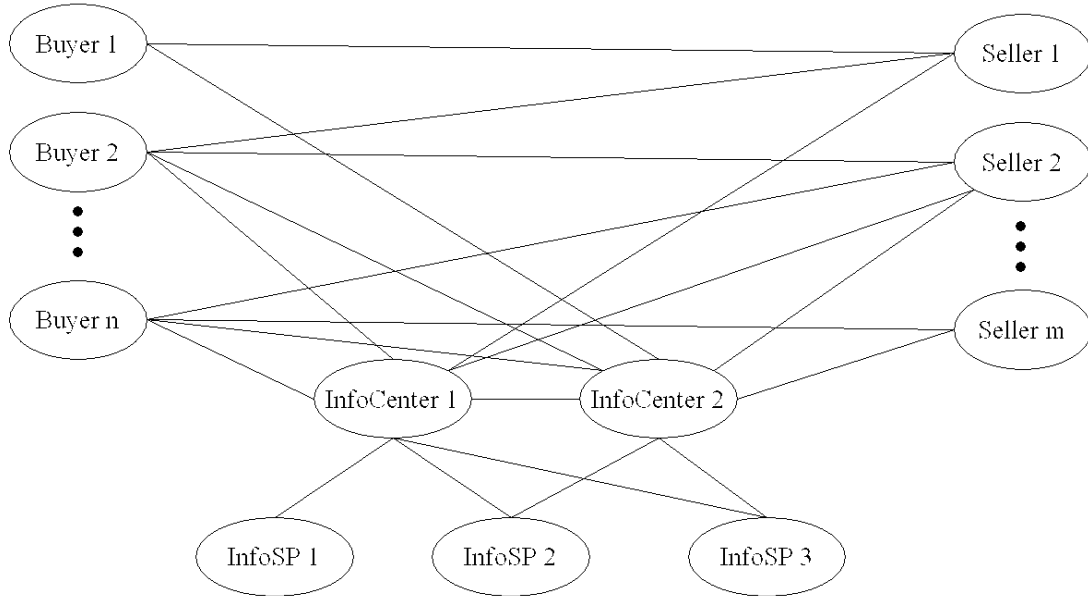 Buyer 1
Seller 1
Buyer 2
Seller 2
Buyer n
Seller m
InfoCenter 1
InfoCenter 2
InfoSP 1
InfoSP 2
InfoSP 3